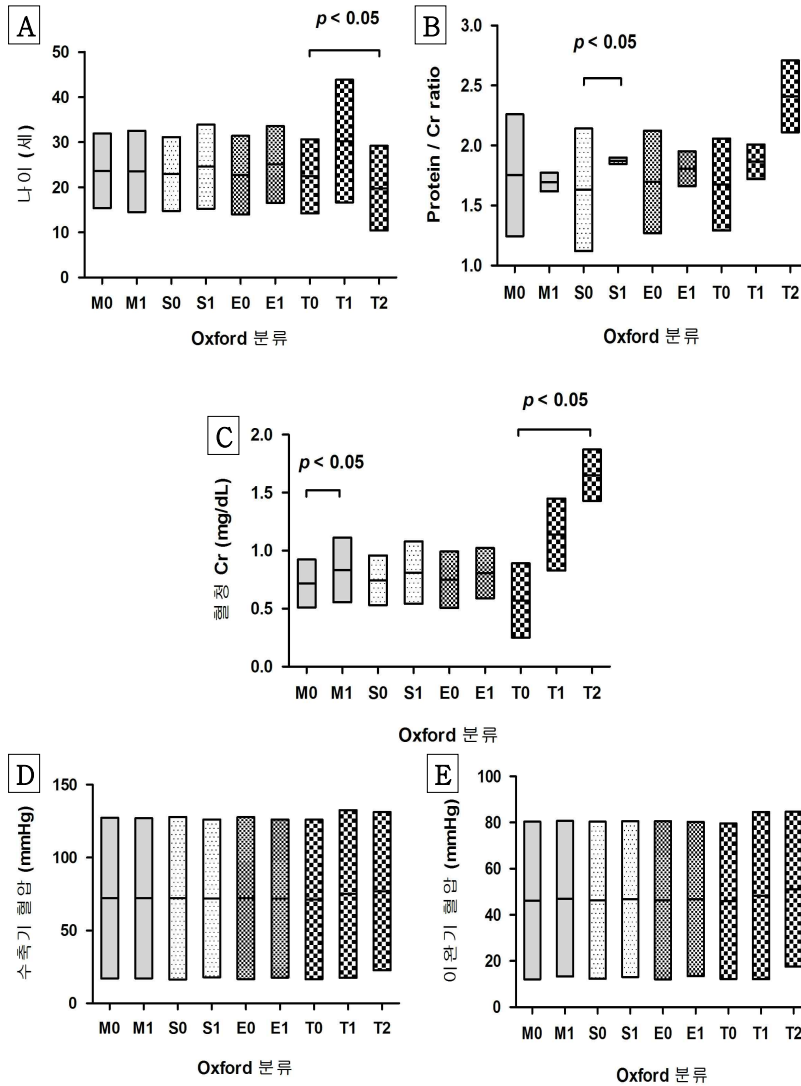 A
p < 0.05
나이 (세)
50
40
30
20
10
0
M0 M1 S0 S1 E0 E1 T0 T1 T2
Oxford 분류
B
p < 0.05
Protein / Cr ratio
3.0
2.5
2.0
1.5
1.0
M0 M1 S0 S1 E0 E1 T0 T1 T2
Oxford 분류
C
p < 0.05
p < 0.05
혈청 Cr (mg/dL)
2.0
1.5
1.0
0.5
0.0
M0 M1 S0 S1 E0 E1 T0 T1 T2
Oxford 분류
D
수축기 혈압 (mmHg)
150
100
50
0
M0 M1 S0 S1 E0 E1 T0 T1 T2
Oxford 분류
E
이완기 혈압 (mmHg)
100
80
60
40
20
0
M0 M1 S0 S1 E0 E1 T0 T1 T2
Oxford 분류